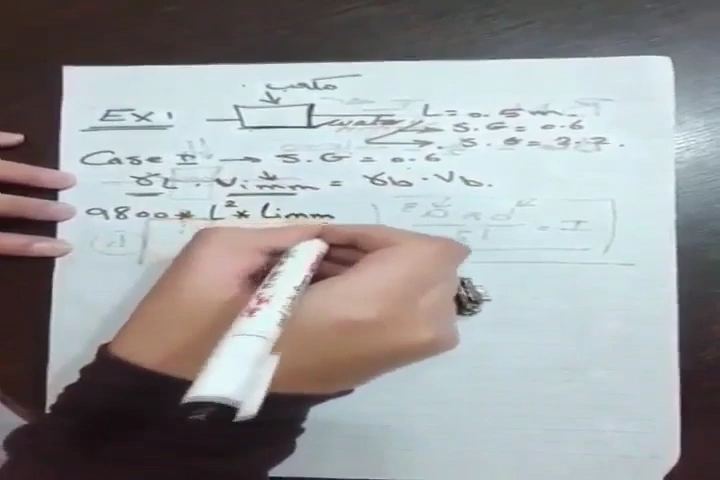 مكعب
EX1 water L = 0.5 m.
S.G = 0.6
S.G =
Case I → S.G = 0.6
γL . Vimm = γb . Vb.
9800 * L² * Limm